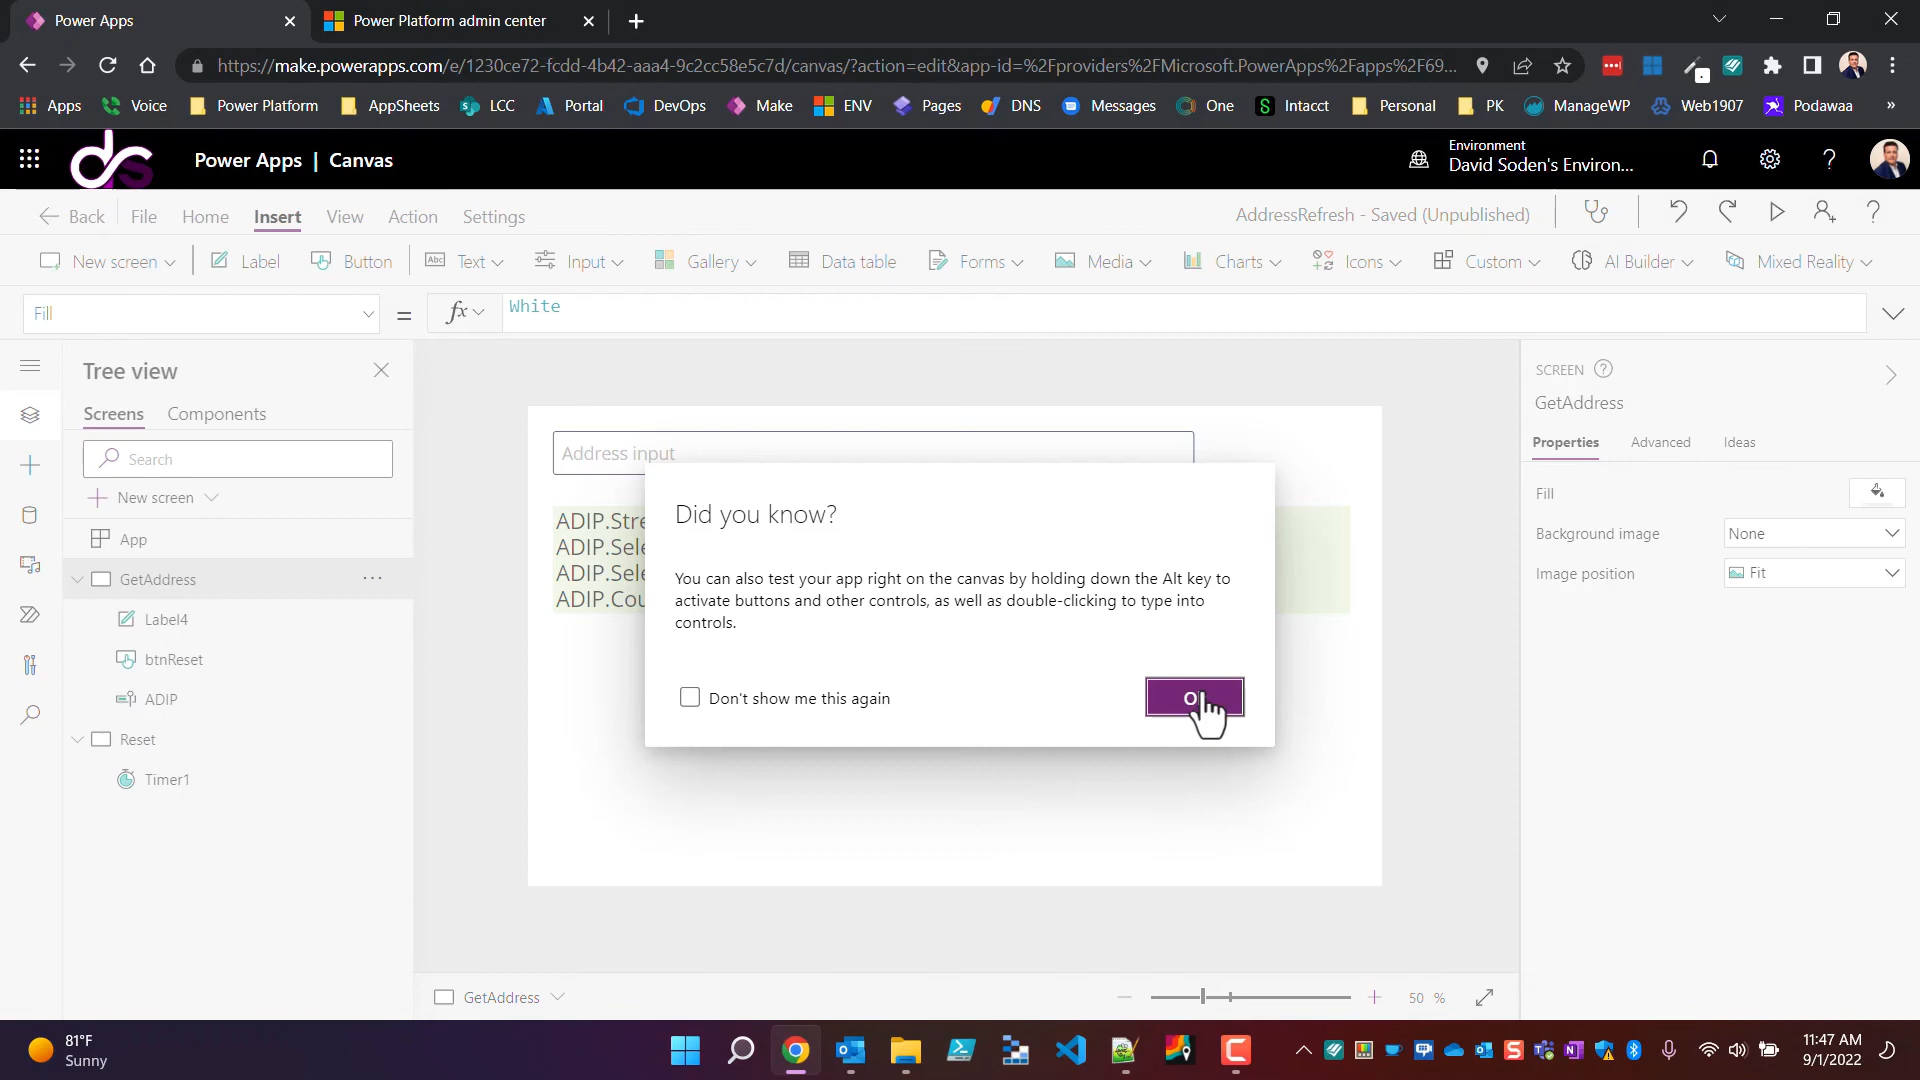 Power Apps
Power Platform admin center
https://make.powerapps.com/e/1230ce72-fcdd-4b42-aaa4-9c2cc58e5c7d/canvas/?action=edit&app-id=%2Fproviders%2FMicrosoft.PowerApps%2Fapps%2F69...
Apps Voice Power Platform AppSheets LCC Portal DevOps Make ENV Pages DNS Messages One Intacct Personal PK ManageWP Web1907 Podawaa »
ds Power Apps | Canvas
Environment
David Soden's Environ...
Back File Home Insert View Action Settings
AddressRefresh - Saved (Unpublished)
New screen Label Button Text Input Gallery Data table Forms Media Charts Icons Custom AI Builder Mixed Reality
Fill = fx White
Tree view
Screens Components
Search
New screen
App
GetAddress
Label4
btnReset
ADIP
Reset
Timer1
Address input
ADIP.Stre
ADIP.Sele
ADIP.Sele
ADIP.Cou
Did you know?
You can also test your app right on the canvas by holding down the Alt key to
activate buttons and other controls, as well as double-clicking to type into
controls.
Don't show me this again
SCREEN
GetAddress
Properties Advanced Ideas
Fill
Background image None
Image position Fit
GetAddress
50 %
81°F
Sunny
11:47 AM
9/1/2022